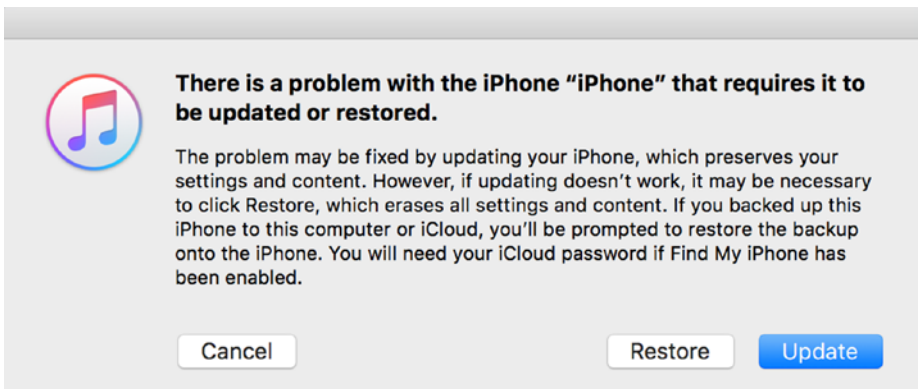 There is a problem with the iPhone “iPhone” that requires it to
be updated or restored.
The problem may be fixed by updating your iPhone, which preserves your
settings and content. However, if updating doesn’t work, it may be necessary
to click Restore, which erases all settings and content. If you backed up this
iPhone to this computer or iCloud, you’ll be prompted to restore the backup
onto the iPhone. You will need your iCloud password if Find My iPhone has
been enabled.
Cancel Restore Update